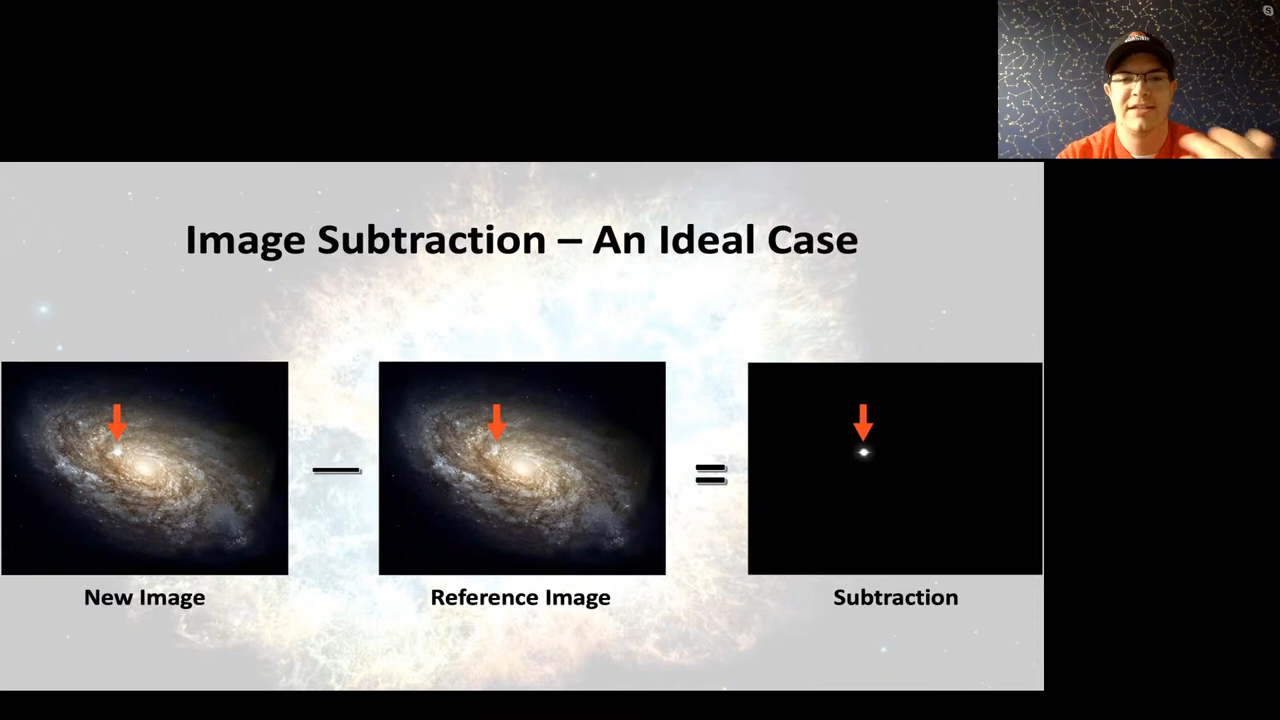 Image Subtraction – An Ideal Case
New Image
Reference Image
Subtraction